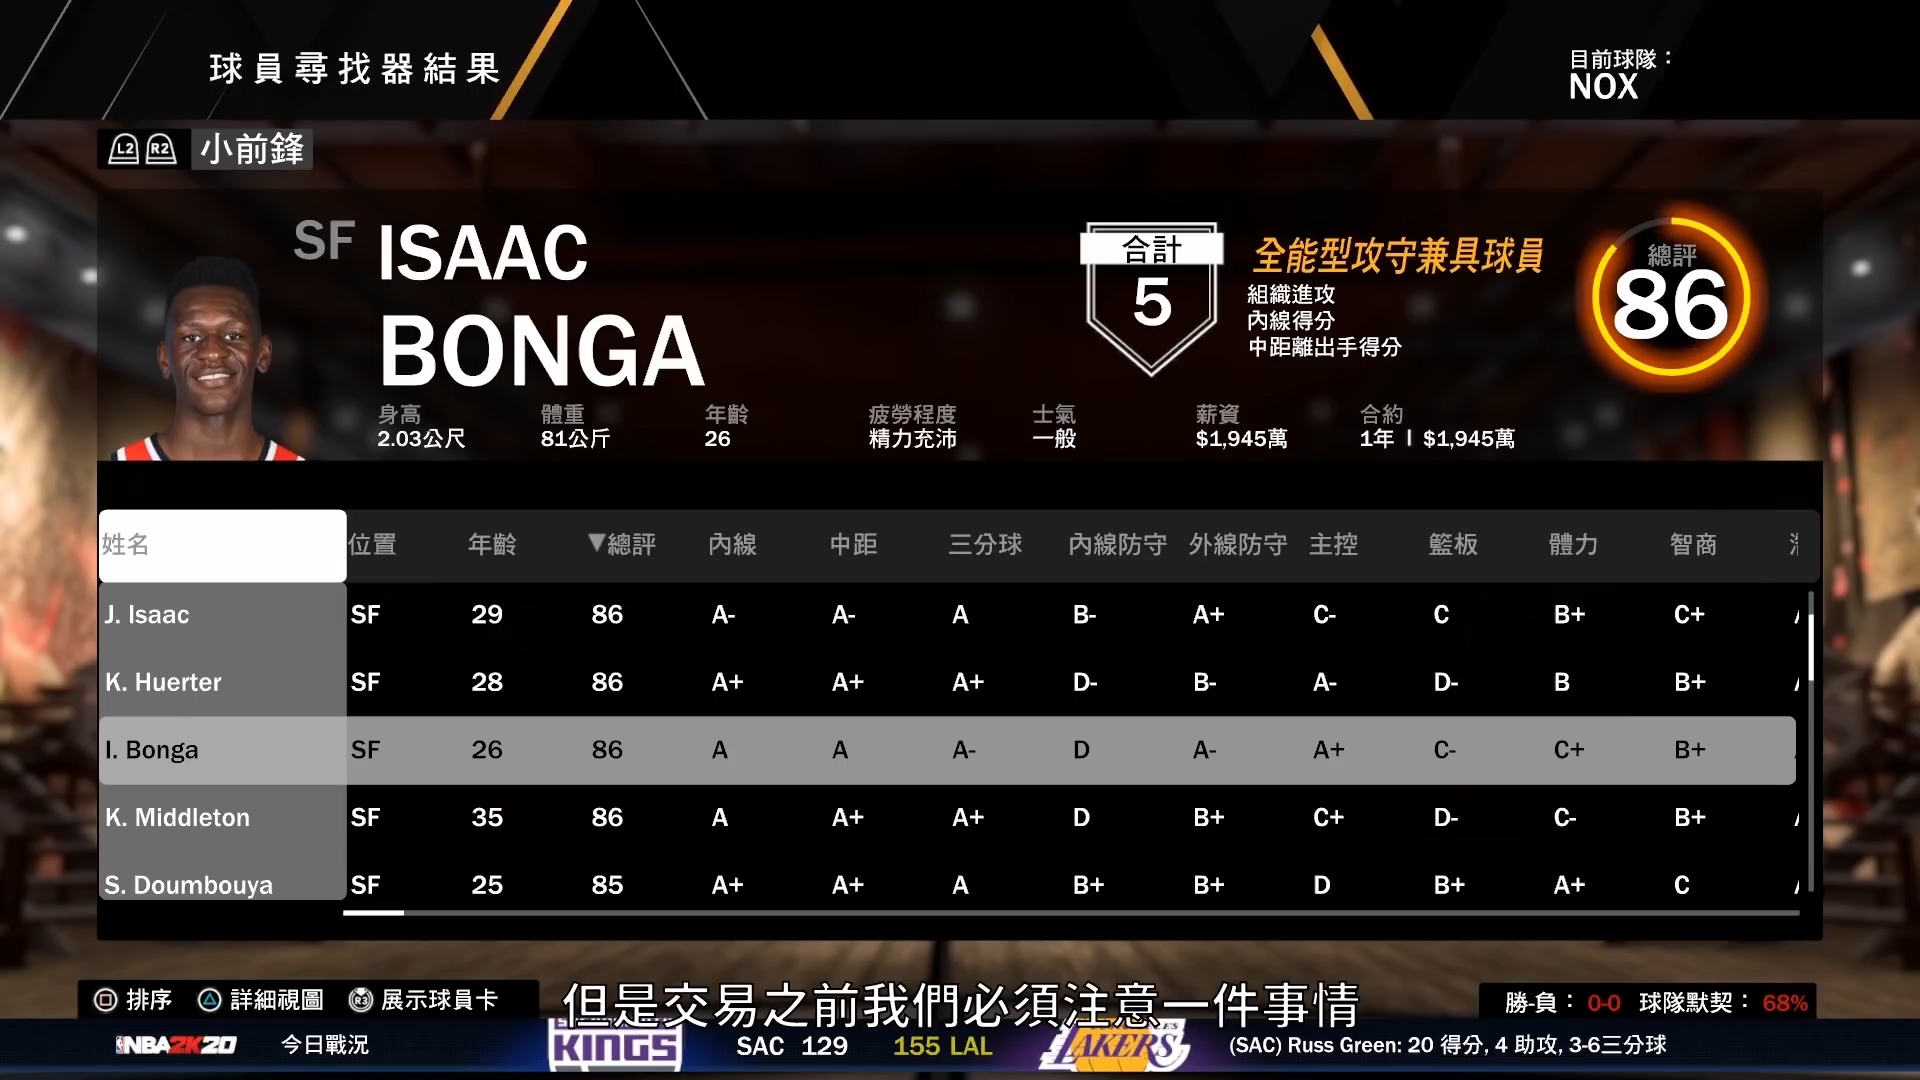 球員尋找器結果
目前球隊：
NOX
L2 R2 小前鋒
SF ISAAC
BONGA
合計
5
全能型攻守兼具球員
組織進攻
內線得分
中距離出手得分
總評
86
身高 體重 年齡 疲勞程度 士氣 薪資 合約
2.03公尺 81公斤 26 精力充沛 一般 $1,945萬 1年 | $1,945萬
姓名 位置 年齡 ▼總評 內線 中距 三分球 內線防守 外線防守 主控 籃板 體力 智商
J. Isaac SF 29 86 A- A- A B- A+ C- C B+ C+
K. Huerter SF 28 86 A+ A+ A+ D- B- A- D- B B+
I. Bonga SF 26 86 A A A- D A- A+ C- C+ B+
K. Middleton SF 35 86 A A+ A+ D B+ C+ D- C- B+
S. Doumbouya SF 25 85 A+ A+ A B+ B+ D B+ A+ C
排序 詳細視圖 R3 展示球員卡
但是交易之前我們必須注意一件事情
勝-負： 0-0 球隊默契： 68%
NBA2K20 今日戰況 KINGS SAC 129 155 LAL LAKERS (SAC) Russ Green: 20 得分, 4 助攻, 3-6三分球